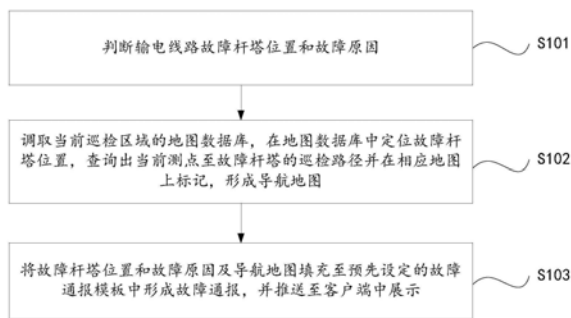 判断输电线路故障杆塔位置和故障原因
S101
调取当前巡检区域的地图数据库，在地图数据库中定位故障杆
塔位置，查询出当前测点至故障杆塔的巡检路径并在相应地图
上标记，形成导航地图
S102
将故障杆塔位置和故障原因及导航地图填充至预先设定的故障
通报模板中形成故障通报，并推送至客户端中展示
S103